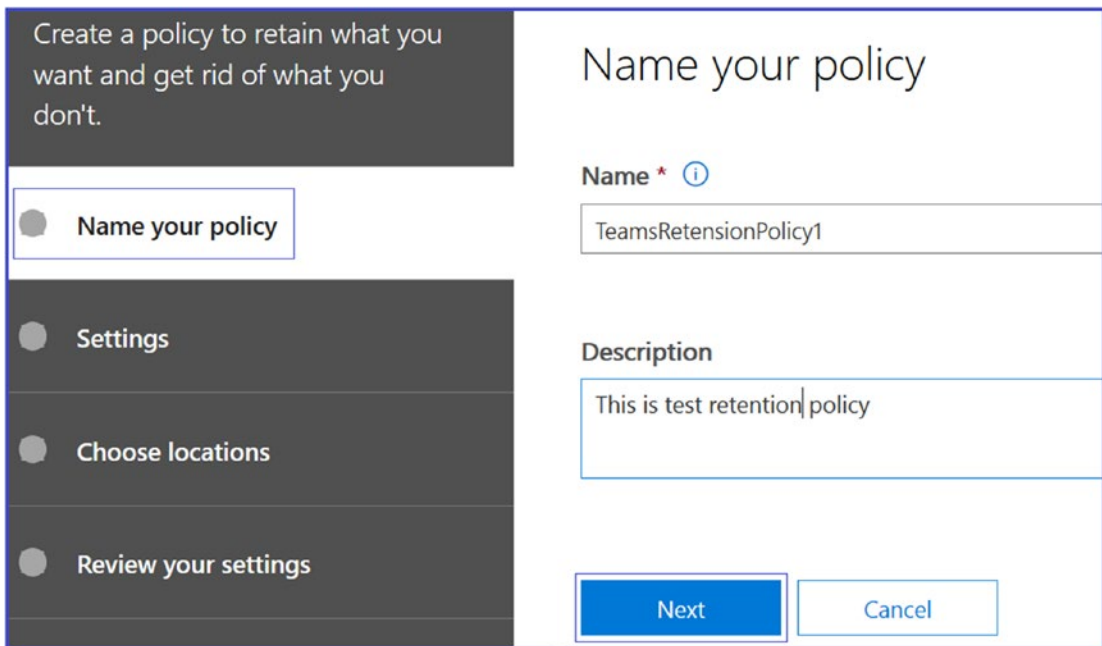 Create a policy to retain what you
want and get rid of what you
don't.
Name your policy
Settings
Choose locations
Review your settings
Name your policy
Name *
TeamsRetensionPolicy1
Description
This is test retention policy
Next
Cancel